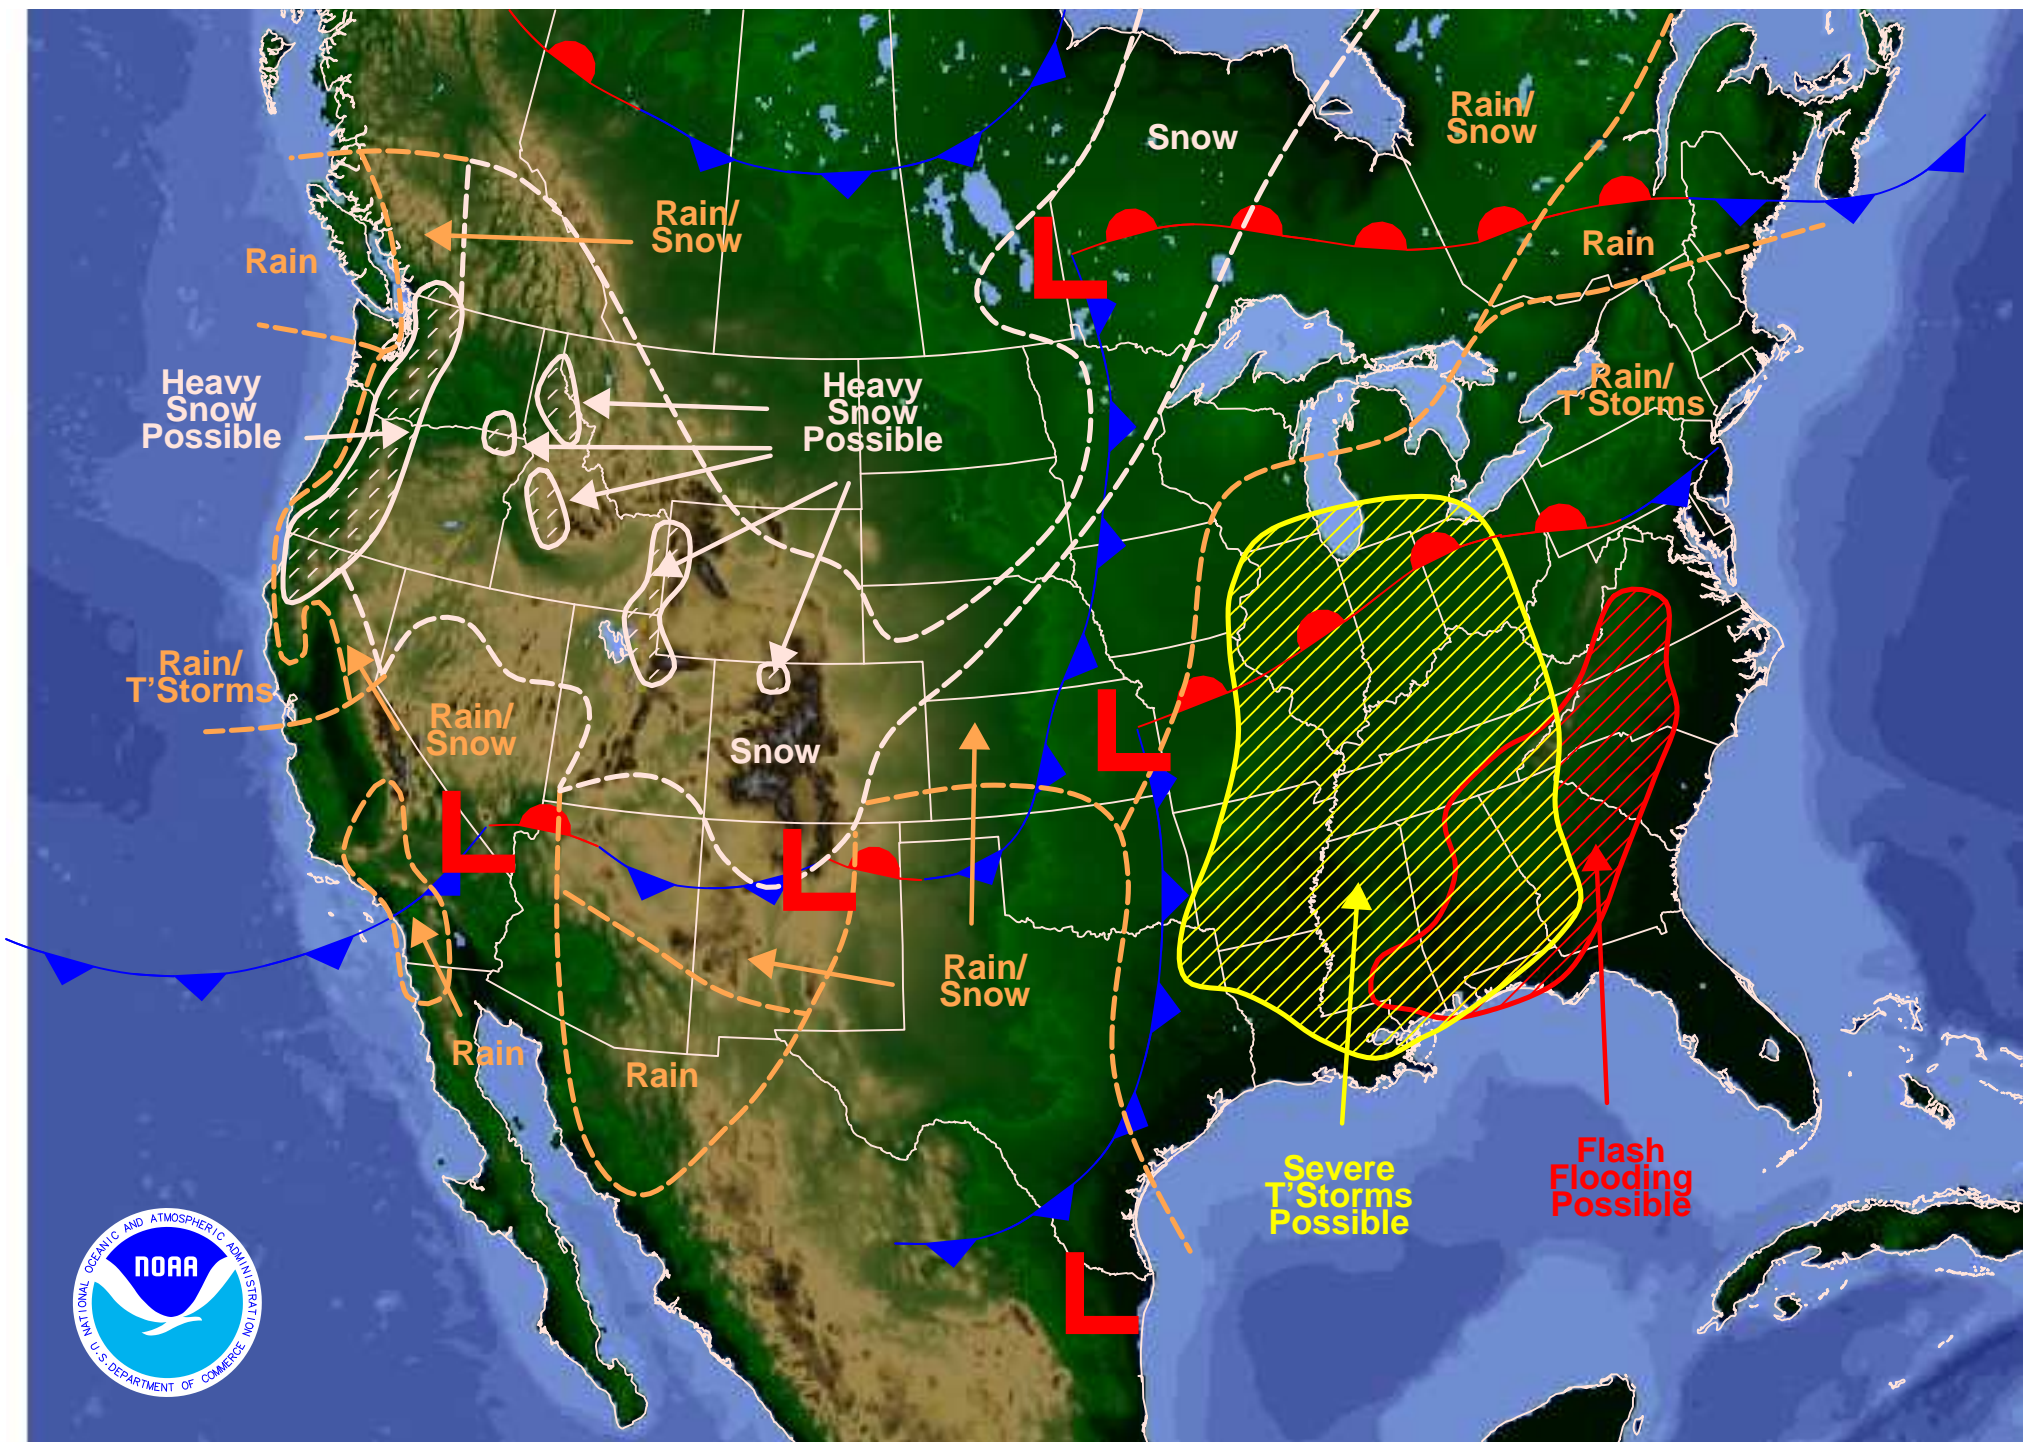 Snow
Rain/
Snow
Rain/
Snow
Rain
Rain
Heavy
Snow
Possible
Heavy
Snow
Possible
Rain/
T'Storms
Rain/
T'Storms
Rain/
Snow
Snow
L
L
L
L
L
Rain/
Snow
Rain
Rain
Severe
T'Storms
Possible
Flash
Flooding
Possible
NATIONAL OCEANIC AND ATMOSPHERIC ADMINISTRATION
NOAA
U.S. DEPARTMENT OF COMMERCE